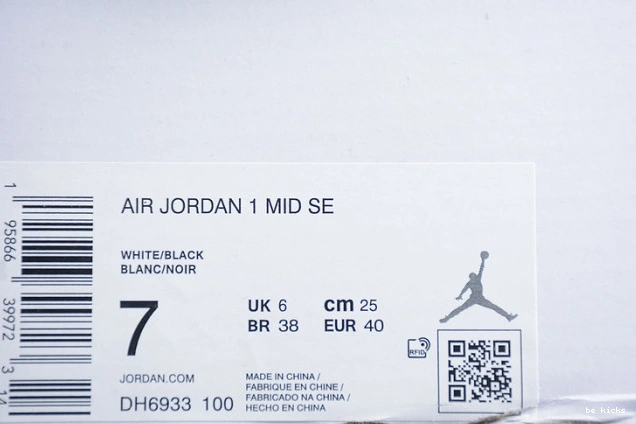 AIR JORDAN 1 MID SE
WHITE/BLACK
BLANC/NOIR
7
UK 6 cm 25
BR 38 EUR 40
RFID
JORDAN.COM
DH6933 100
MADE IN CHINA /
FABRIQUE EN CHINE /
FABRICADO NA CHINA /
HECHO EN CHINA
1 95866 39972 3 14
be kicks